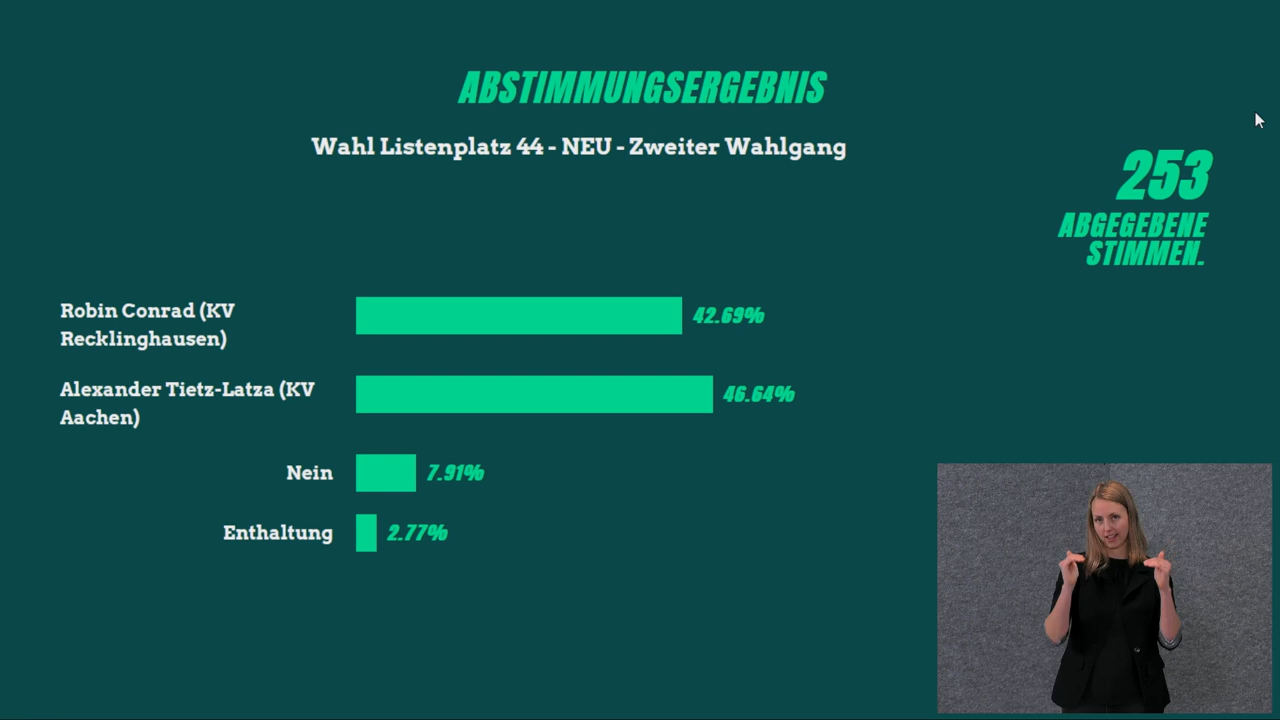 ABSTIMMUNGSERGEBNIS
Wahl Listenplatz 44 - NEU - Zweiter Wahlgang
253
ABGEGEBENE
STIMMEN.
Robin Conrad (KV
Recklinghausen)
42.69%
Alexander Tietz-Latza (KV
Aachen)
46.64%
Nein
7.91%
Enthaltung
2.77%